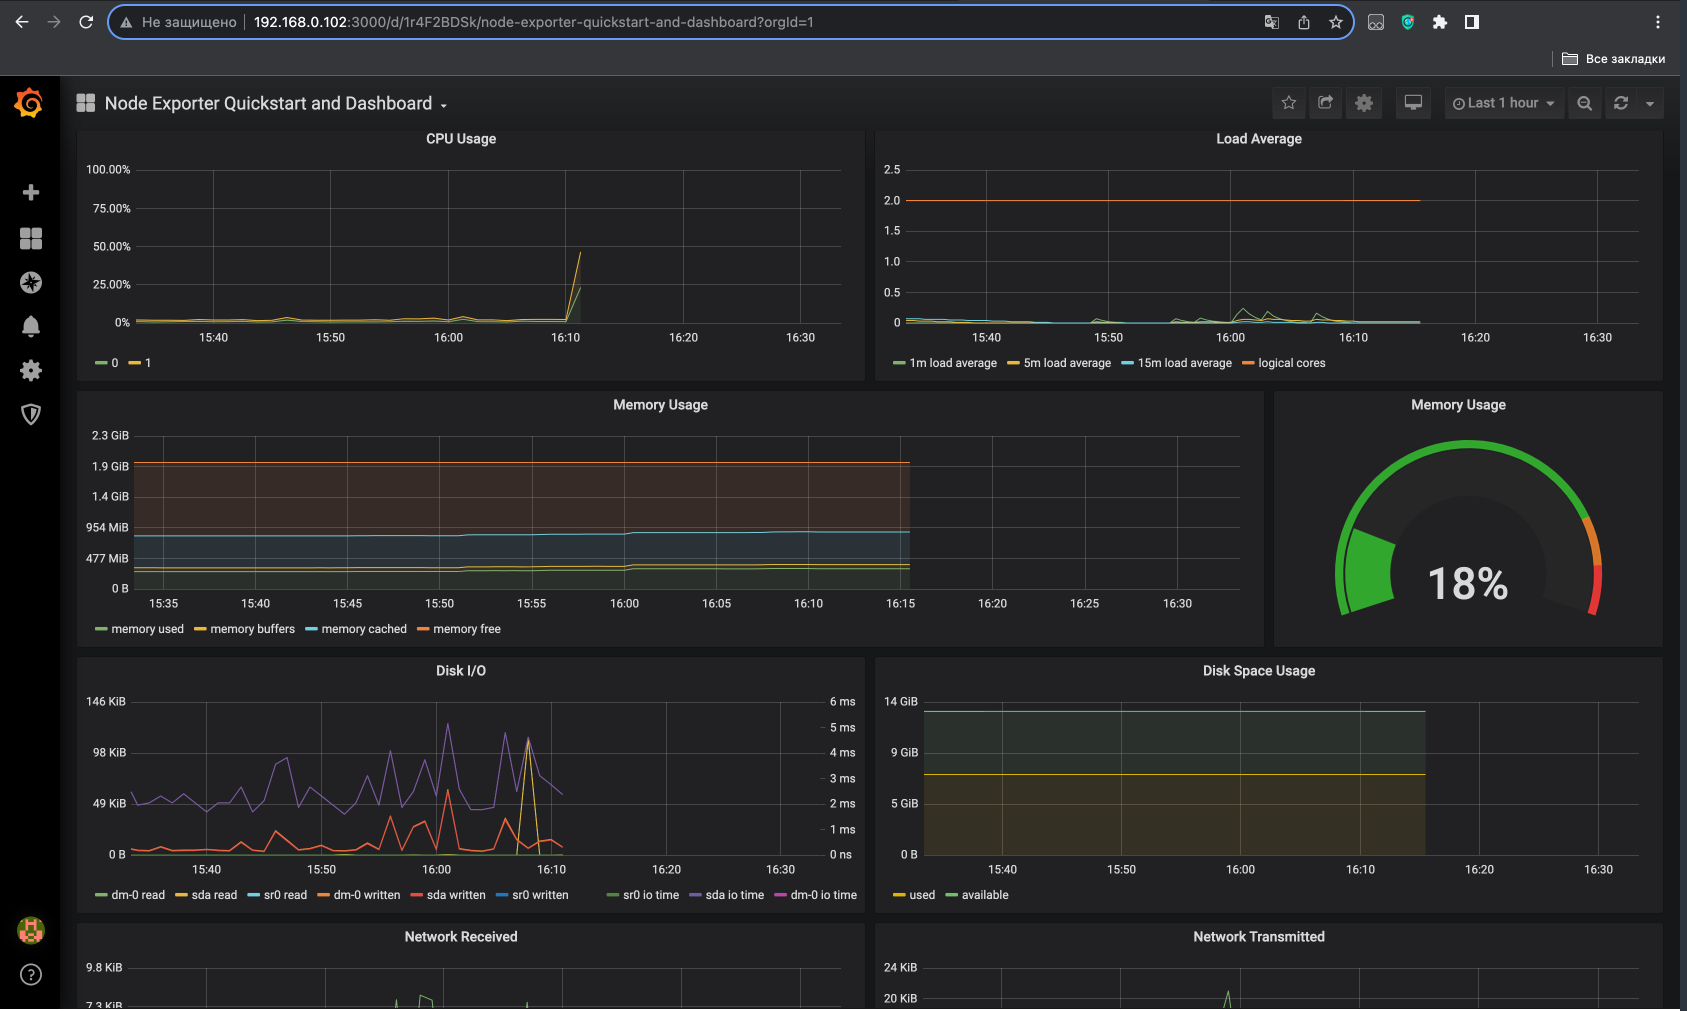 Не защищено 192.168.0.102:3000/d/1r4F2BDSk/node-exporter-quickstart-and-dashboard?orgId=1
Все закладки
Node Exporter Quickstart and Dashboard
Last 1 hour
CPU Usage
100.00%
75.00%
50.00%
25.00%
0%
15:40 15:50 16:00 16:10 16:20 16:30
0 1
Load Average
2.5
2.0
1.5
1.0
0.5
0
15:40 15:50 16:00 16:10 16:20 16:30
1m load average 5m load average 15m load average logical cores
Memory Usage
2.3 GiB
1.9 GiB
1.4 GiB
954 MiB
477 MiB
0 B
15:35 15:40 15:45 15:50 15:55 16:00 16:05 16:10 16:15 16:20 16:25 16:30
memory used memory buffers memory cached memory free
Memory Usage
18%
Disk I/O
146 KiB
98 KiB
49 KiB
0 B
6 ms
5 ms
4 ms
3 ms
2 ms
1 ms
0 ns
15:40 15:50 16:00 16:10 16:20 16:30
dm-0 read sda read sr0 read dm-0 written sda written sr0 written sr0 io time sda io time dm-0 io time
Disk Space Usage
14 GiB
9 GiB
5 GiB
0 B
15:40 15:50 16:00 16:10 16:20 16:30
used available
Network Received
9.8 KiB
7.3 KiB
Network Transmitted
24 KiB
20 KiB